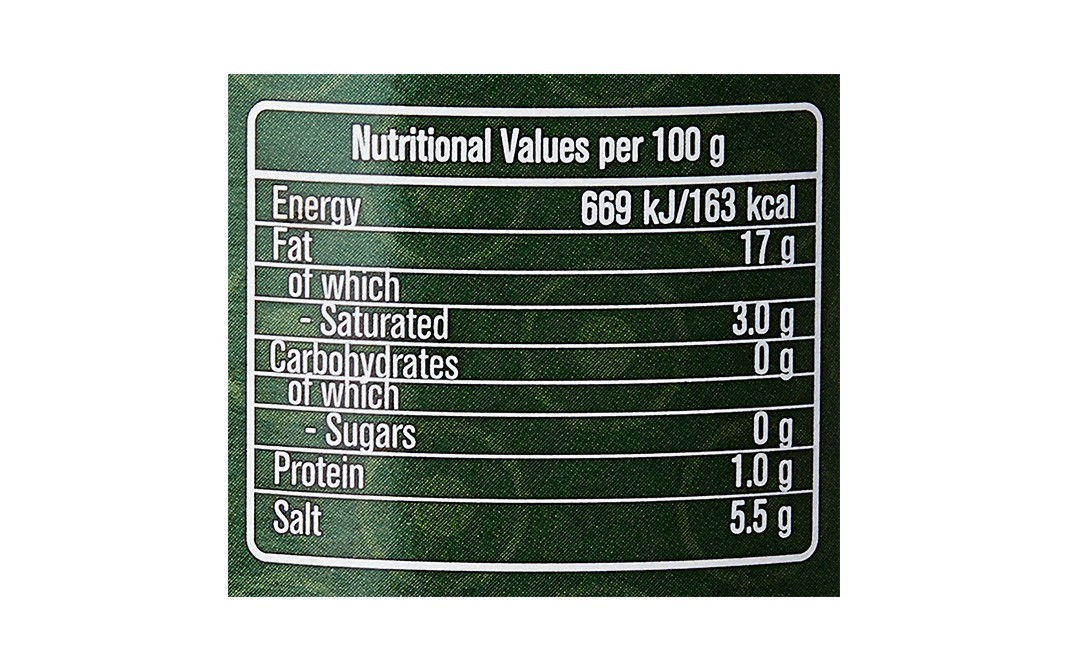 Nutritional Values per 100 g
Energy 669 kJ/163 kcal
Fat 17 g
of which
- Saturated 3.0 g
Carbohydrates 0 g
of which
- Sugars 0 g
Protein 1.0 g
Salt 5.5 g